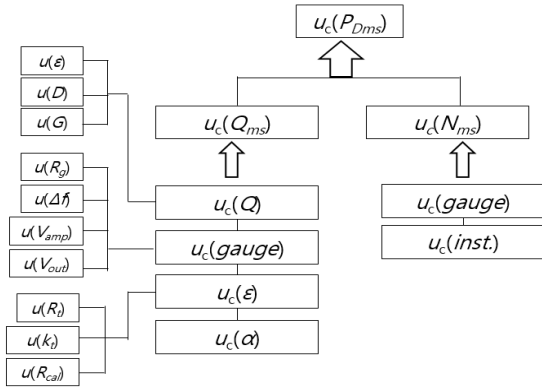 u_c(P_Dms)
u(ε)
u(D)
u(G)
u_c(Q_ms)
u_c(N_ms)
u(R_g)
u(Δf)
u(V_amp)
u(V_out)
u_c(Q)
u_c(gauge)
u_c(ε)
u_c(α)
u_c(gauge)
u_c(inst.)
u(R_t)
u(k_t)
u(R_cal)